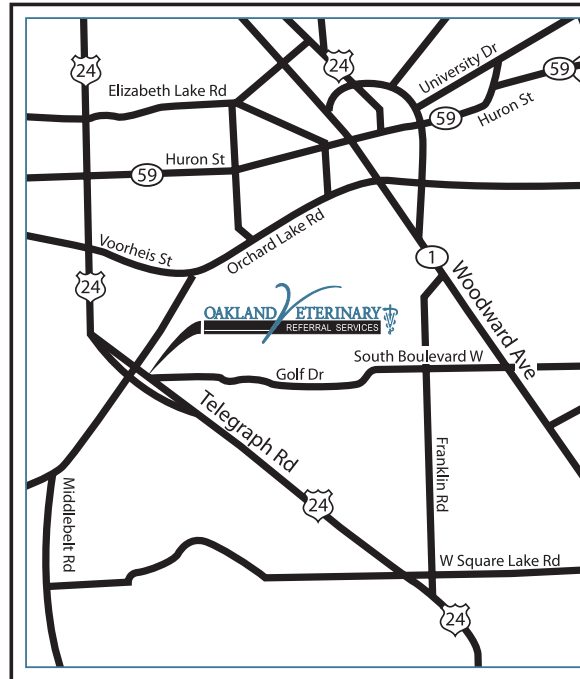 24
24
University Dr
59
Elizabeth Lake Rd
59
Huron St
Huron St
59
Voorheis St
Orchard Lake Rd
1
24
Woodward Ave
OAKLAND VETERINARY
REFERRAL SERVICES
South Boulevard W
Golf Dr
Telegraph Rd
Franklin Rd
Middlebelt Rd
24
W Square Lake Rd
24